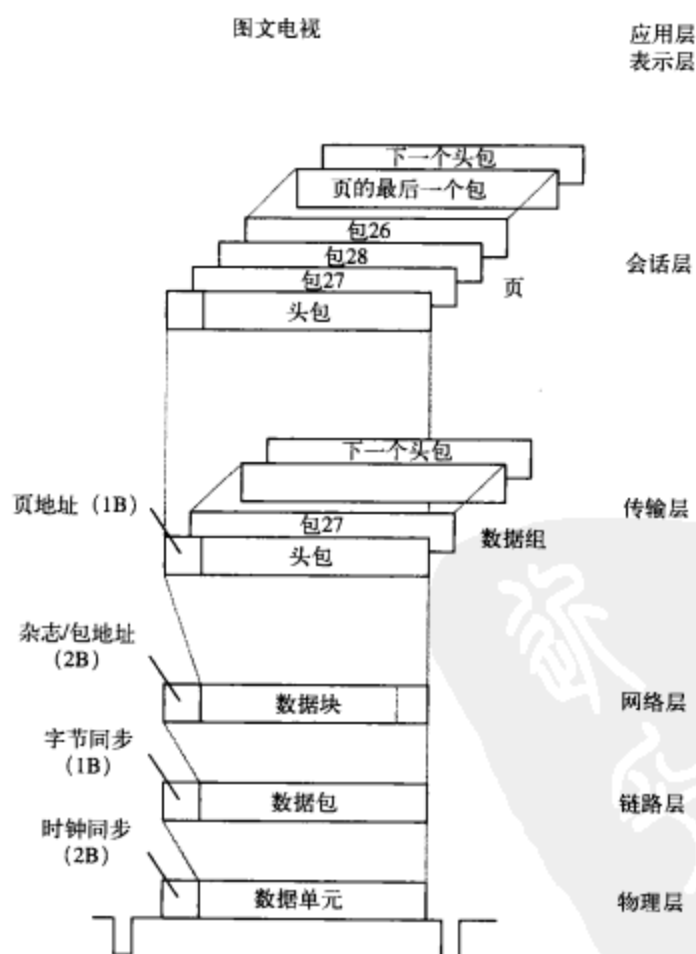 图文电视
应用层
表示层
下一个头包
页的最后一个包
包26
包28
包27
头包
页
会话层
下一个头包
页地址（1B）
包27
头包
数据组
传输层
杂志/包地址
（2B）
数据块
网络层
字节同步
（1B）
数据包
链路层
时钟同步
（2B）
数据单元
物理层